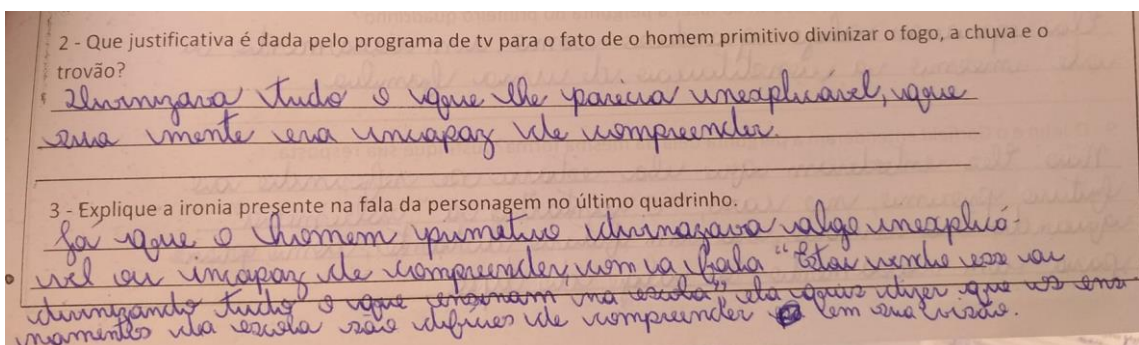 2 - Que justificativa é dada pelo programa de tv para o fato de o homem primitivo divinizar o fogo, a chuva e o
trovão?
Divinizava tudo o que lhe parecia inexplicável, que
sua mente era incapaz de compreender.
3 - Explique a ironia presente na fala da personagem no último quadrinho.
Já que o homem primitivo divinazava algo inexplicá-
vel ou incapaz de compreender, com a fala "Estou vendo eu vou
divinizando tudo o que ensinam na escola", ela quis dizer que os ensi
namentos da escola são difíceis de compreender em sua visão.